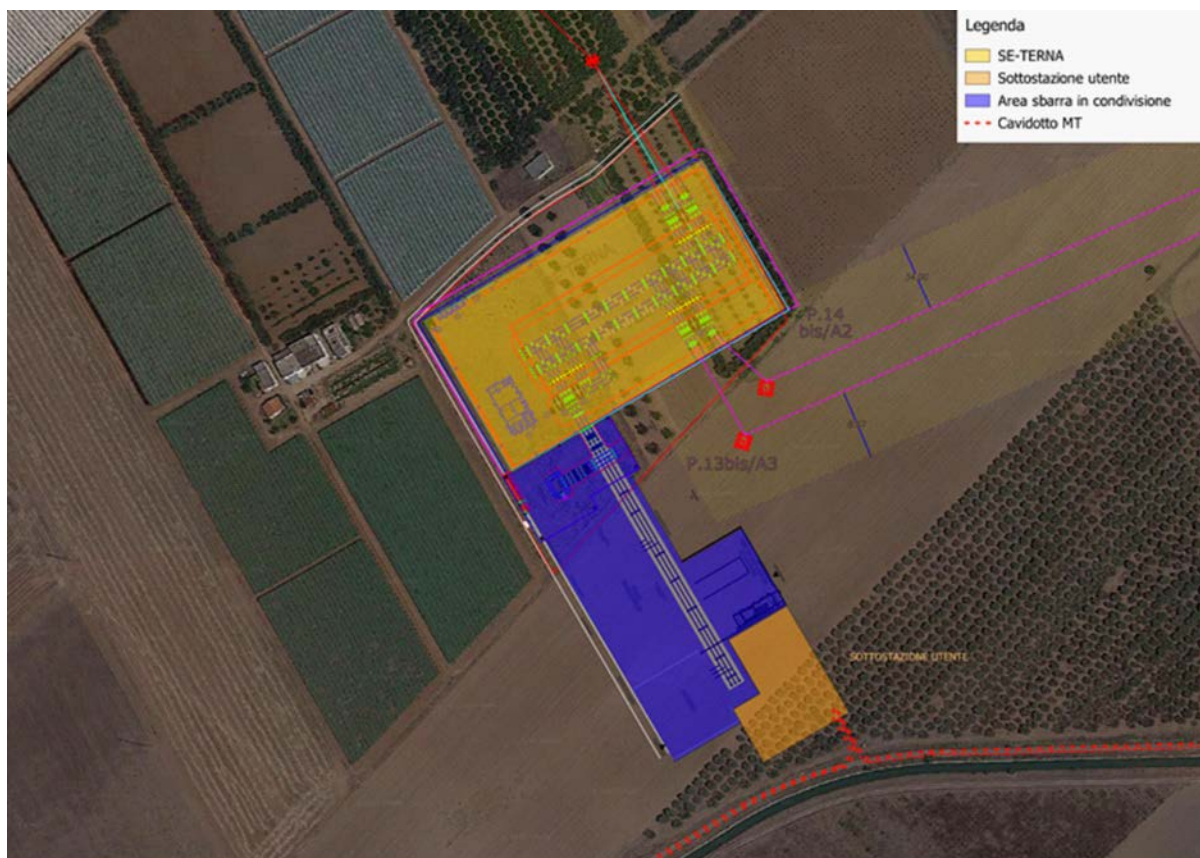 Legenda
SE-TERNA
Sottostazione utente
Area sbarra in condivisione
Cavidotto MT
P.14
bis/A2
P.13bis/A3
SOTTOSTAZIONE UTENTE